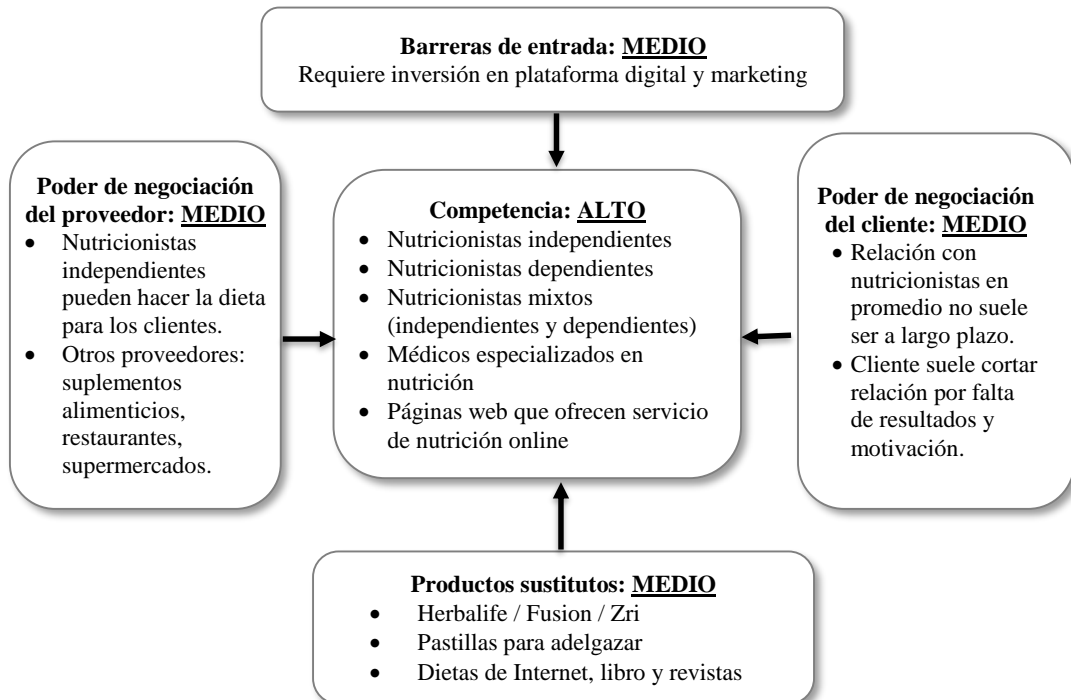 Barreras de entrada: MEDIO
Requiere inversión en plataforma digital y marketing
Poder de negociación
del proveedor: MEDIO
• Nutricionistas
independientes
pueden hacer la dieta
para los clientes.
• Otros proveedores:
suplementos
alimenticios,
restaurantes,
supermercados.
Competencia: ALTO
• Nutricionistas independientes
• Nutricionistas dependientes
• Nutricionistas mixtos
(independientes y dependientes)
• Médicos especializados en
nutrición
• Páginas web que ofrecen servicio
de nutrición online
Poder de negociación
del cliente: MEDIO
• Relación con
nutricionistas en
promedio no suele
ser a largo plazo.
• Cliente suele cortar
relación por falta
de resultados y
motivación.
Productos sustitutos: MEDIO
• Herbalife / Fusion / Zri
• Pastillas para adelgazar
• Dietas de Internet, libro y revistas